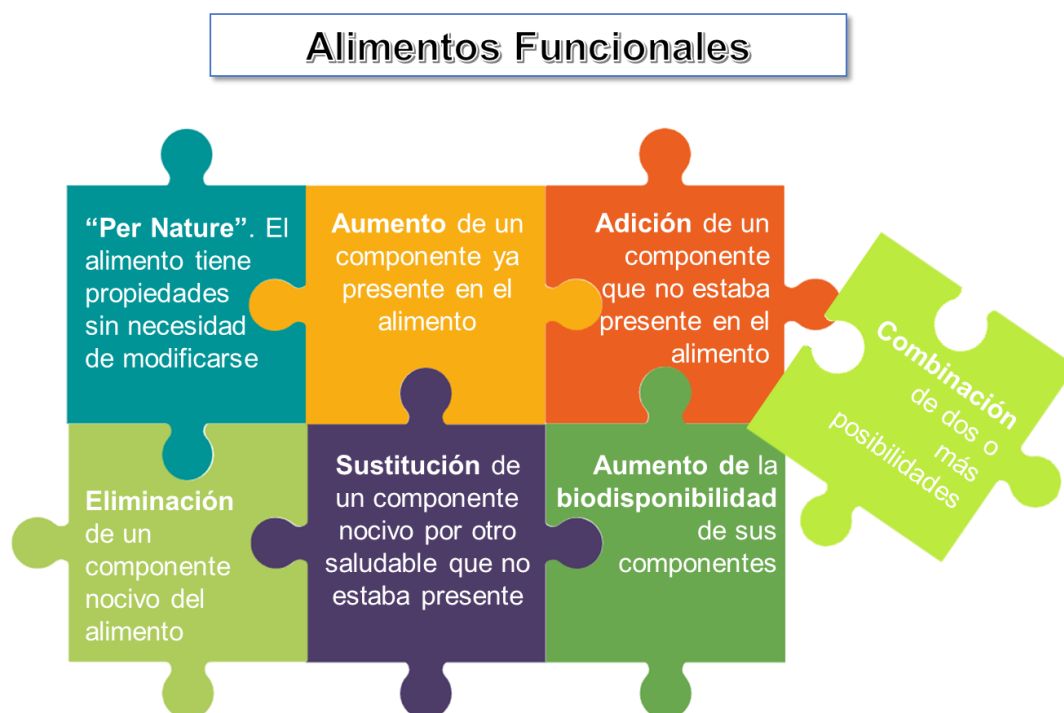 Alimentos Funcionales
“Per Nature”. El
alimento tiene
propiedades
sin necesidad
de modificarse
Aumento de un
componente ya
presente en el
alimento
Adición de un
componente
que no estaba
presente en el
alimento
Combinación
de dos o
más
posibilidades
Eliminación
de un
componente
nocivo del
alimento
Sustitución de
un componente
nocivo por otro
saludable que no
estaba presente
Aumento de la
biodisponibilidad
de sus
componentes